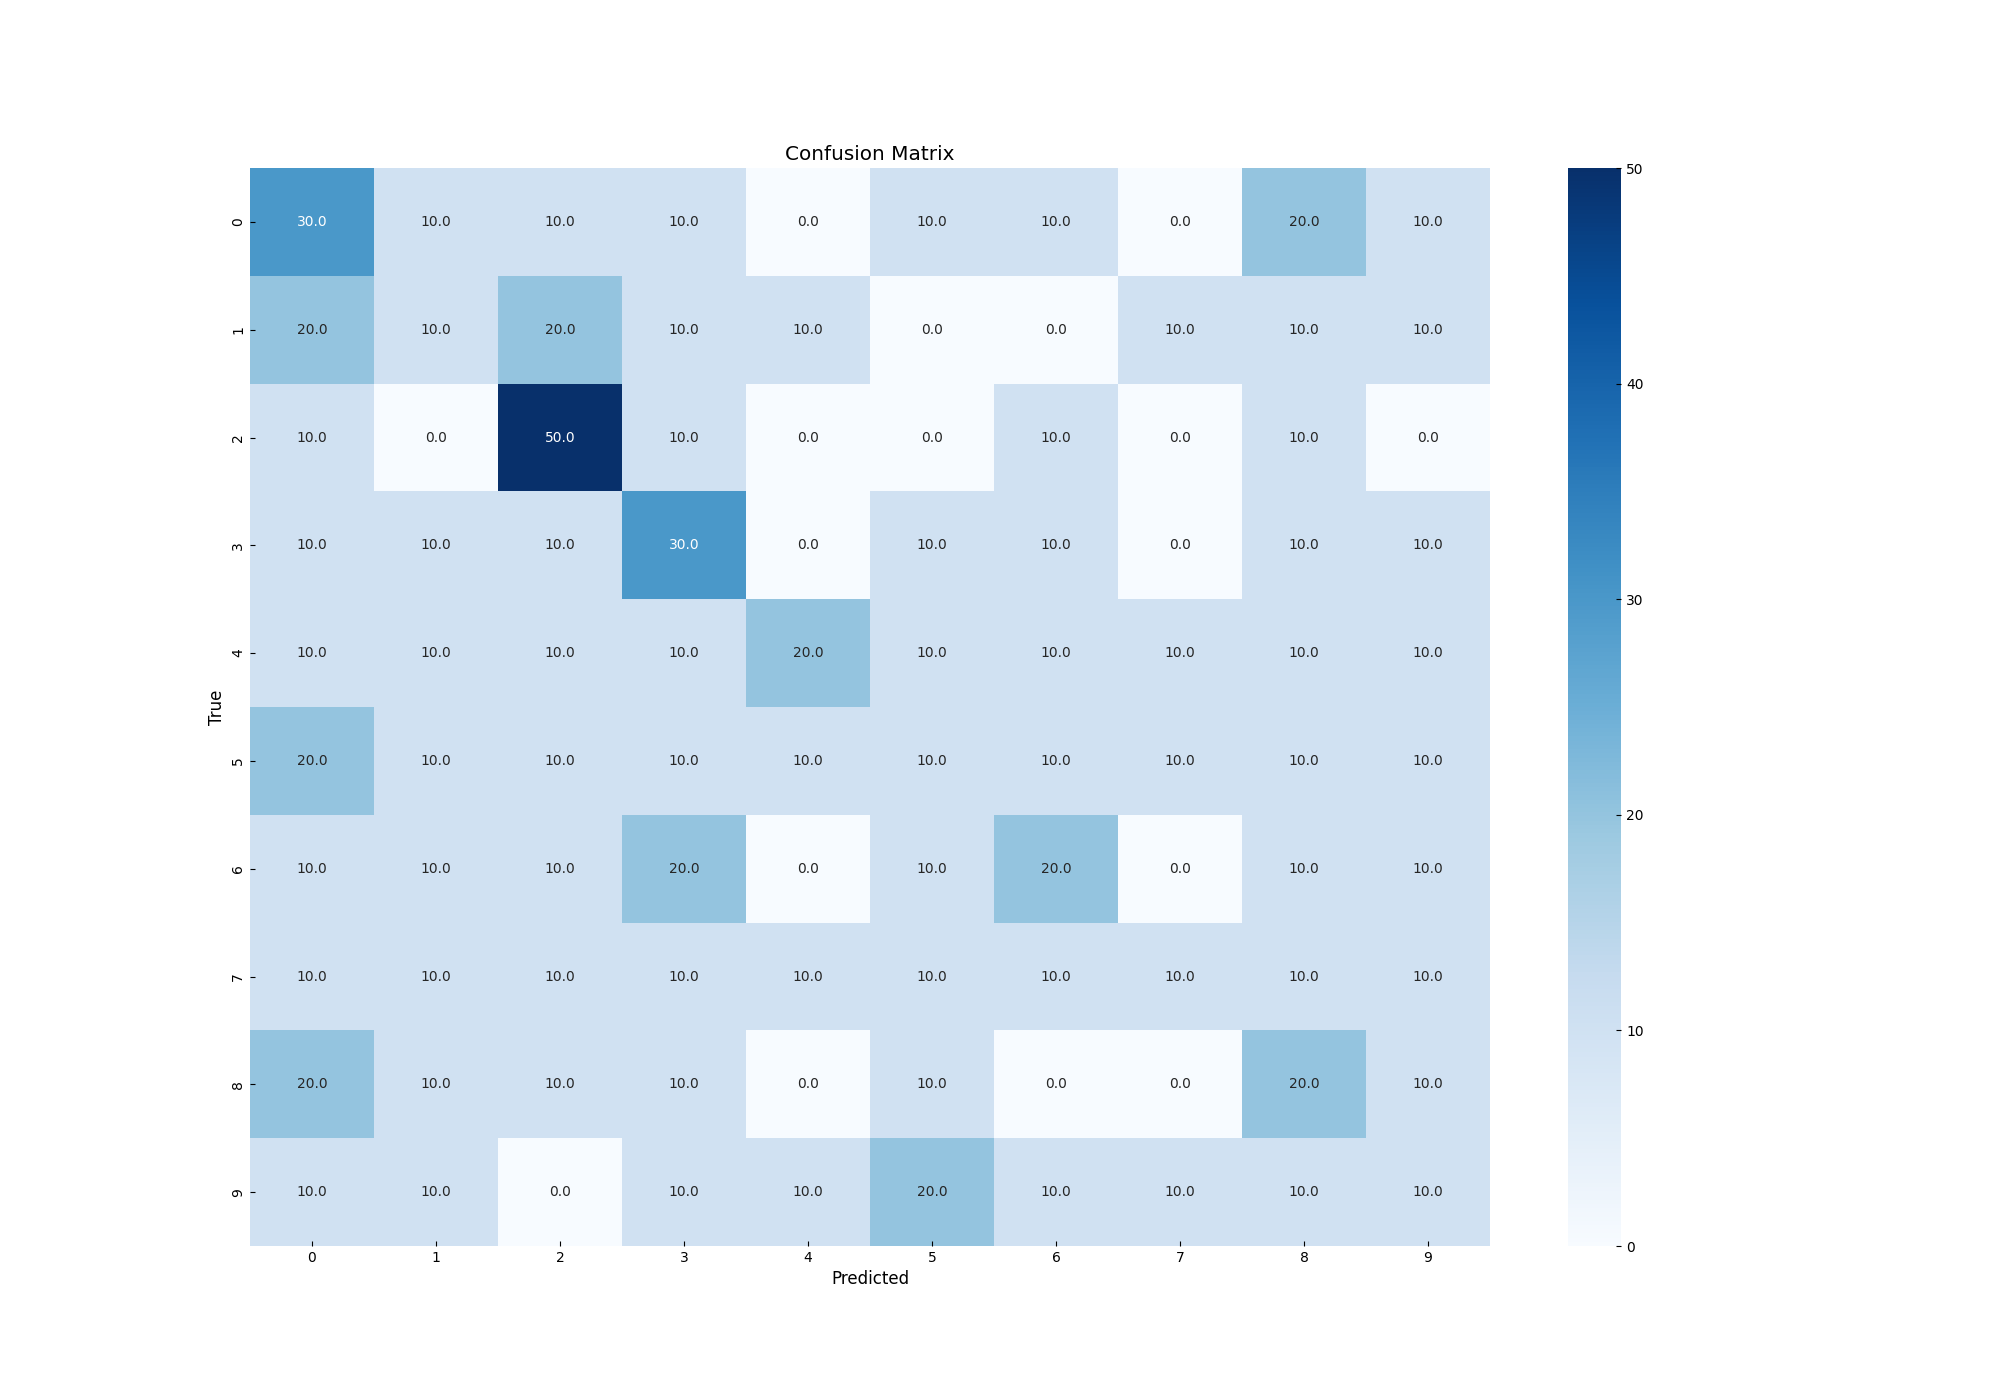 Confusion Matrix
0 30.0 10.0 10.0 10.0 0.0 10.0 10.0 0.0 20.0 10.0
1 20.0 10.0 20.0 10.0 10.0 0.0 0.0 10.0 10.0 10.0
2 10.0 0.0 50.0 10.0 0.0 0.0 10.0 0.0 10.0 0.0
3 10.0 10.0 10.0 30.0 0.0 10.0 10.0 0.0 10.0 10.0
4 10.0 10.0 10.0 10.0 20.0 10.0 10.0 10.0 10.0 10.0
True
5 20.0 10.0 10.0 10.0 10.0 10.0 10.0 10.0 10.0 10.0
6 10.0 10.0 10.0 20.0 0.0 10.0 20.0 0.0 10.0 10.0
7 10.0 10.0 10.0 10.0 10.0 10.0 10.0 10.0 10.0 10.0
8 20.0 10.0 10.0 10.0 0.0 10.0 0.0 0.0 20.0 10.0
9 10.0 10.0 0.0 10.0 10.0 20.0 10.0 10.0 10.0 10.0
0 1 2 3 4 5 6 7 8 9
Predicted
50
40
30
20
10
0